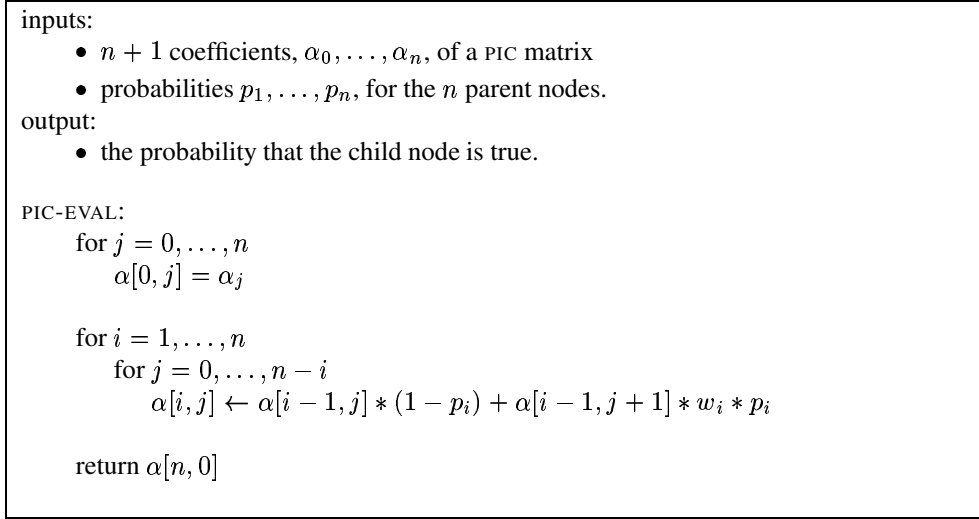 inputs:
• n + 1 coefficients, α₀, . . . , αₙ, of a PIC matrix
• probabilities p₁, . . . , pₙ, for the n parent nodes.
output:
• the probability that the child node is true.
PIC-EVAL:
for j = 0, . . . , n
α[0, j] = αⱼ
for i = 1, . . . , n
for j = 0, . . . , n − i
α[i, j] ← α[i − 1, j] ∗ (1 − pᵢ) + α[i − 1, j + 1] ∗ wᵢ ∗ pᵢ
return α[n, 0]